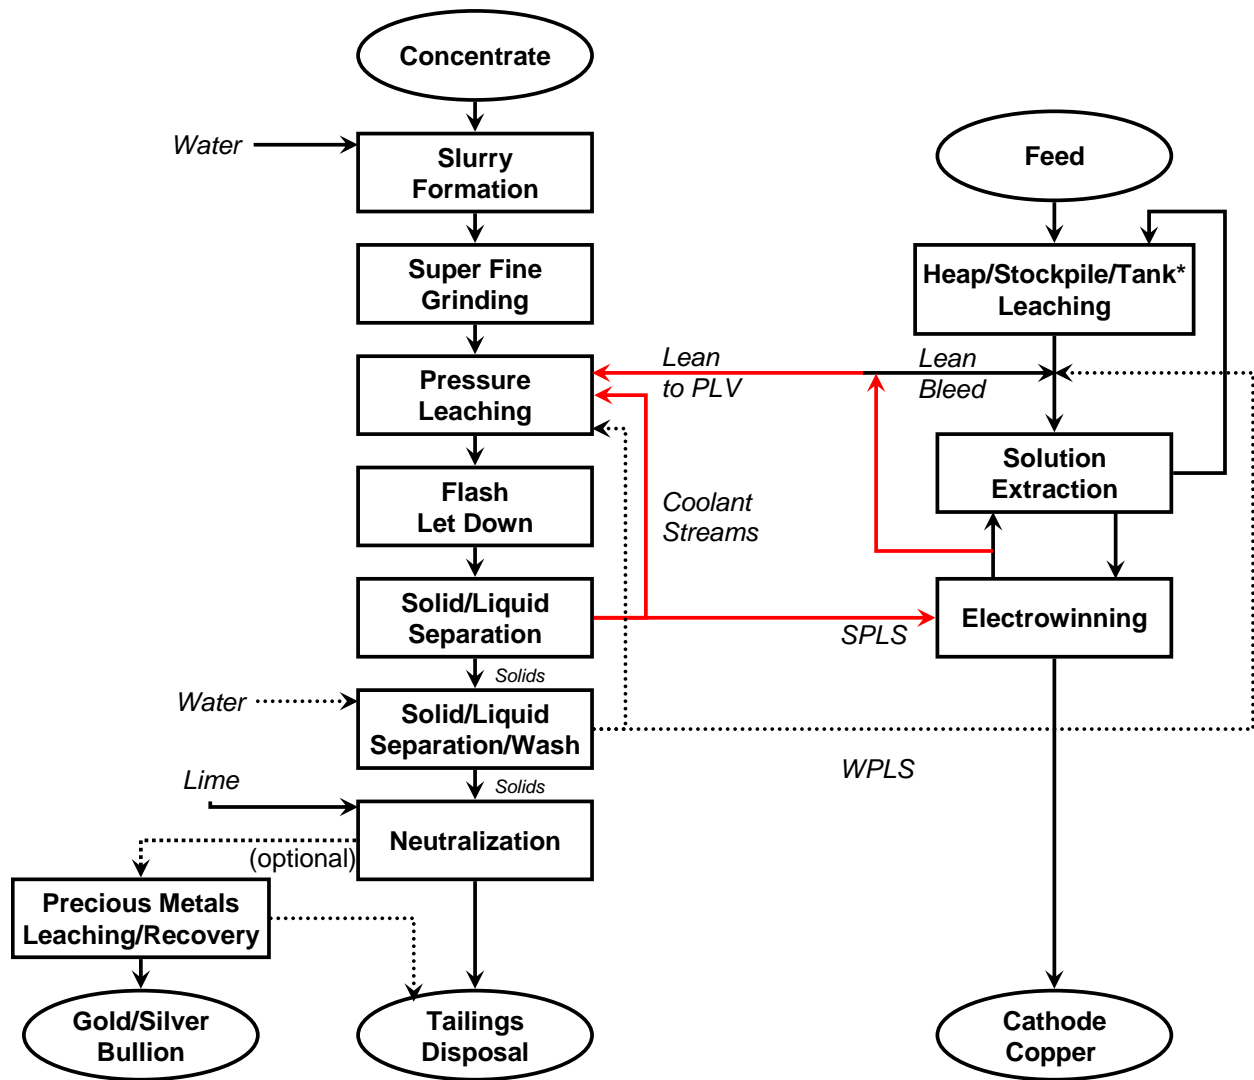 Concentrate
Water
Slurry
Formation
Feed
Super Fine
Grinding
Heap/Stockpile/Tank*
Leaching
Pressure
Leaching
Lean
to PLV
Lean
Bleed
Flash
Let Down
Coolant
Streams
Solution
Extraction
Solid/Liquid
Separation
SPLS
Electrowinning
Solids
Water
Solid/Liquid
Separation/Wash
WPLS
Solids
Lime
Neutralization
(optional)
Precious Metals
Leaching/Recovery
Gold/Silver
Bullion
Tailings
Disposal
Cathode
Copper